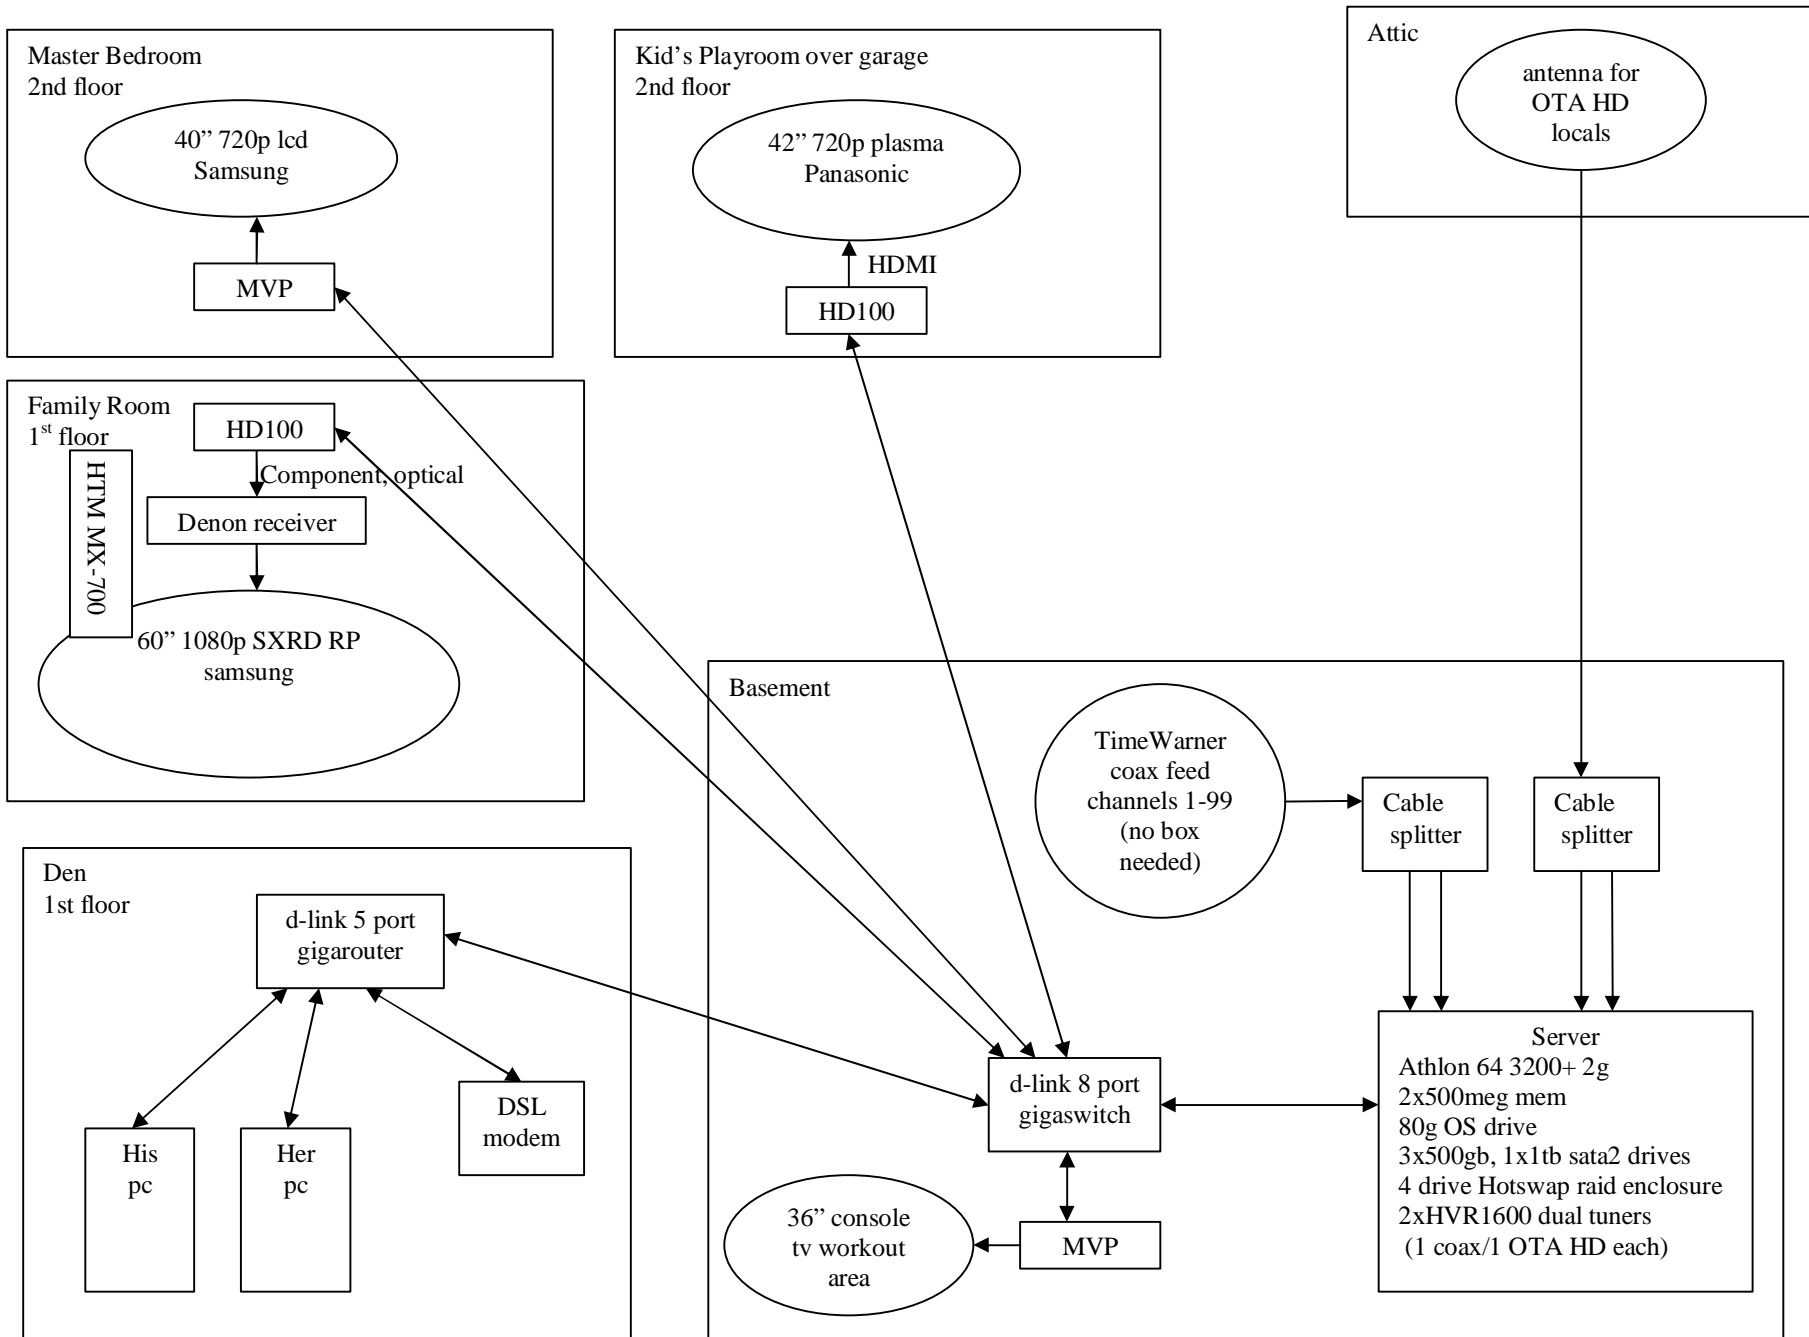 Master Bedroom
2nd floor
40” 720p lcd
Samsung
MVP
Kid’s Playroom over garage
2nd floor
42” 720p plasma
Panasonic
HDMI
HD100
Attic
antenna for
OTA HD
locals
Family Room
1st floor
HD100
Component, optical
HTM MX-700
Denon receiver
60” 1080p SXRD RP
samsung
Den
1st floor
d-link 5 port
gigarouter
His
pc
Her
pc
DSL
modem
Basement
TimeWarner
coax feed
channels 1-99
(no box
needed)
Cable
splitter
Cable
splitter
d-link 8 port
gigaswitch
36” console
tv workout
area
MVP
Server
Athlon 64 3200+ 2g
2x500meg mem
80g OS drive
3x500gb, 1x1tb sata2 drives
4 drive Hotswap raid enclosure
2xHVR1600 dual tuners
(1 coax/1 OTA HD each)